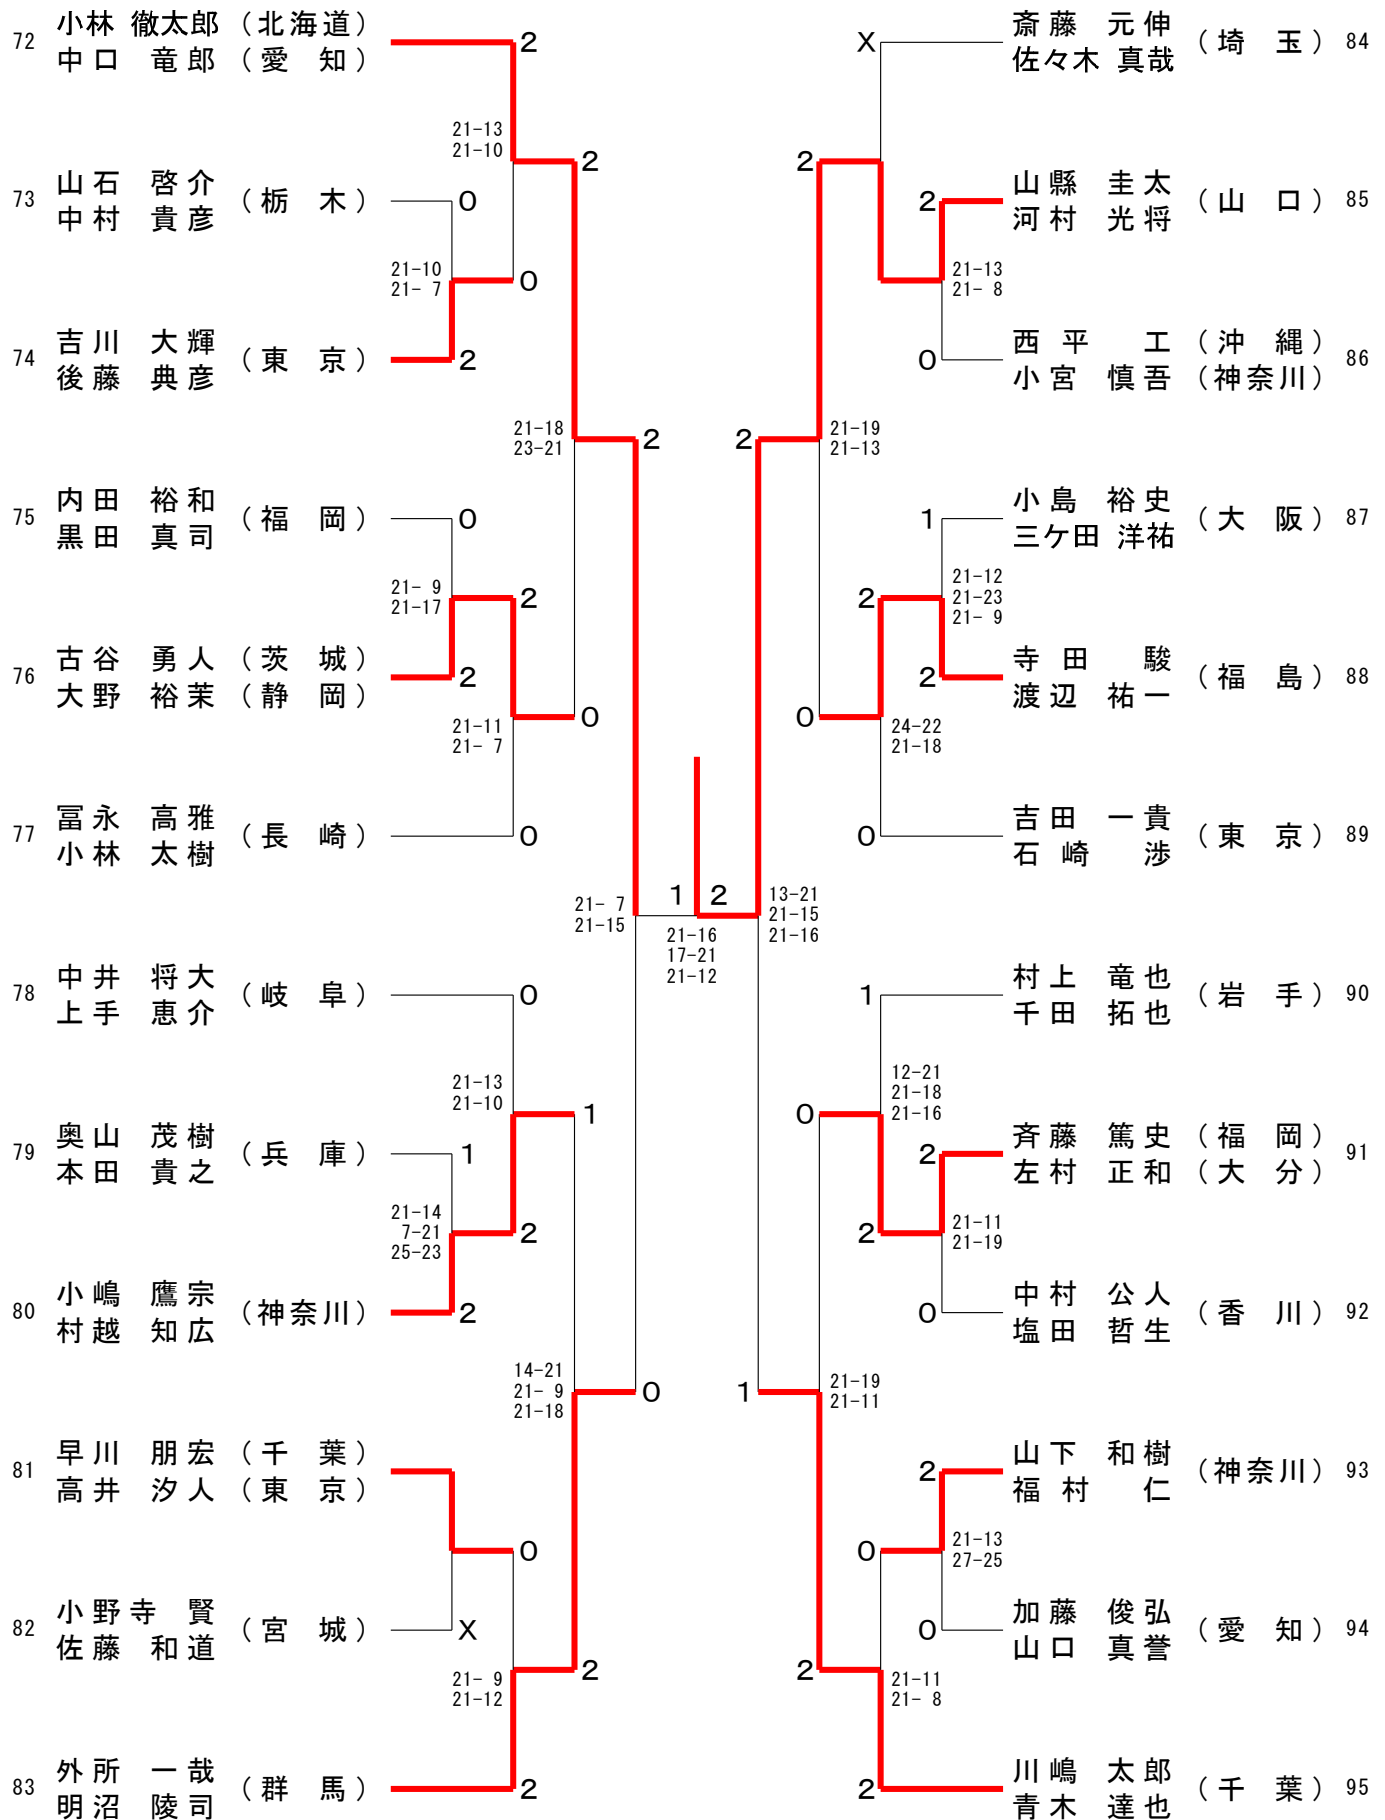 72 小林 徹太郎 (北海道)
中口 竜郎 (愛 知)
2
21-13
21-10
2
73 山石 啓介
中村 貴彦 (栃 木)
0
21-10
21- 7
0
74 吉川 大輝
後藤 典彦 (東 京)
2
21-18
23-21
2
75 内田 裕和
黒田 真司 (福 岡)
0
21- 9
21-17
2
76 古谷 勇人 (茨 城)
大野 裕茉 (静 岡)
2
21-11
21- 7
0
77 冨永 高雅
小林 太樹 (長 崎)
0
21- 7
21-15
1 2
21-16
17-21
21-12
78 中井 将大
上手 恵介 (岐 阜)
0
21-13
21-10
1
79 奥山 茂樹
本田 貴之 (兵 庫)
1
21-14
7-21
25-23
2
80 小嶋 鷹宗
村越 知広 (神奈川)
2
14-21
21- 9
21-18
0
81 早川 朋宏 (千 葉)
高井 汐人 (東 京)
0
82 小野寺 賢
佐藤 和道 (宮 城)
X
21- 9
21-12
2
83 外所 一哉
明沼 陵司 (群 馬)
2
X
斎藤 元伸
佐々木 真哉 (埼 玉) 84
2
2
山縣 圭太
河村 光将 (山 口) 85
21-13
21- 8
0
西平 工 (沖 縄)
小宮 慎吾 (神奈川) 86
2
21-19
21-13
1
小島 裕史
三ケ田 洋祐 (大 阪) 87
2
21-12
21-23
21- 9
2
寺田 駿
渡辺 祐一 (福 島) 88
0
24-22
21-18
0
吉田 一貴
石崎 渉 (東 京) 89
13-21
21-15
21-16
1
村上 竜也
千田 拓也 (岩 手) 90
0
12-21
21-18
21-16
2
斉藤 篤史 (福 岡)
左村 正和 (大 分) 91
2
21-11
21-19
0
中村 公人
塩田 哲生 (香 川) 92
1
21-19
21-11
2
山下 和樹
福村 仁 (神奈川) 93
0
21-13
27-25
0
加藤 俊弘
山口 真誉 (愛 知) 94
2
21-11
21- 8
2
川嶋 太郎
青木 達也 (千 葉) 95